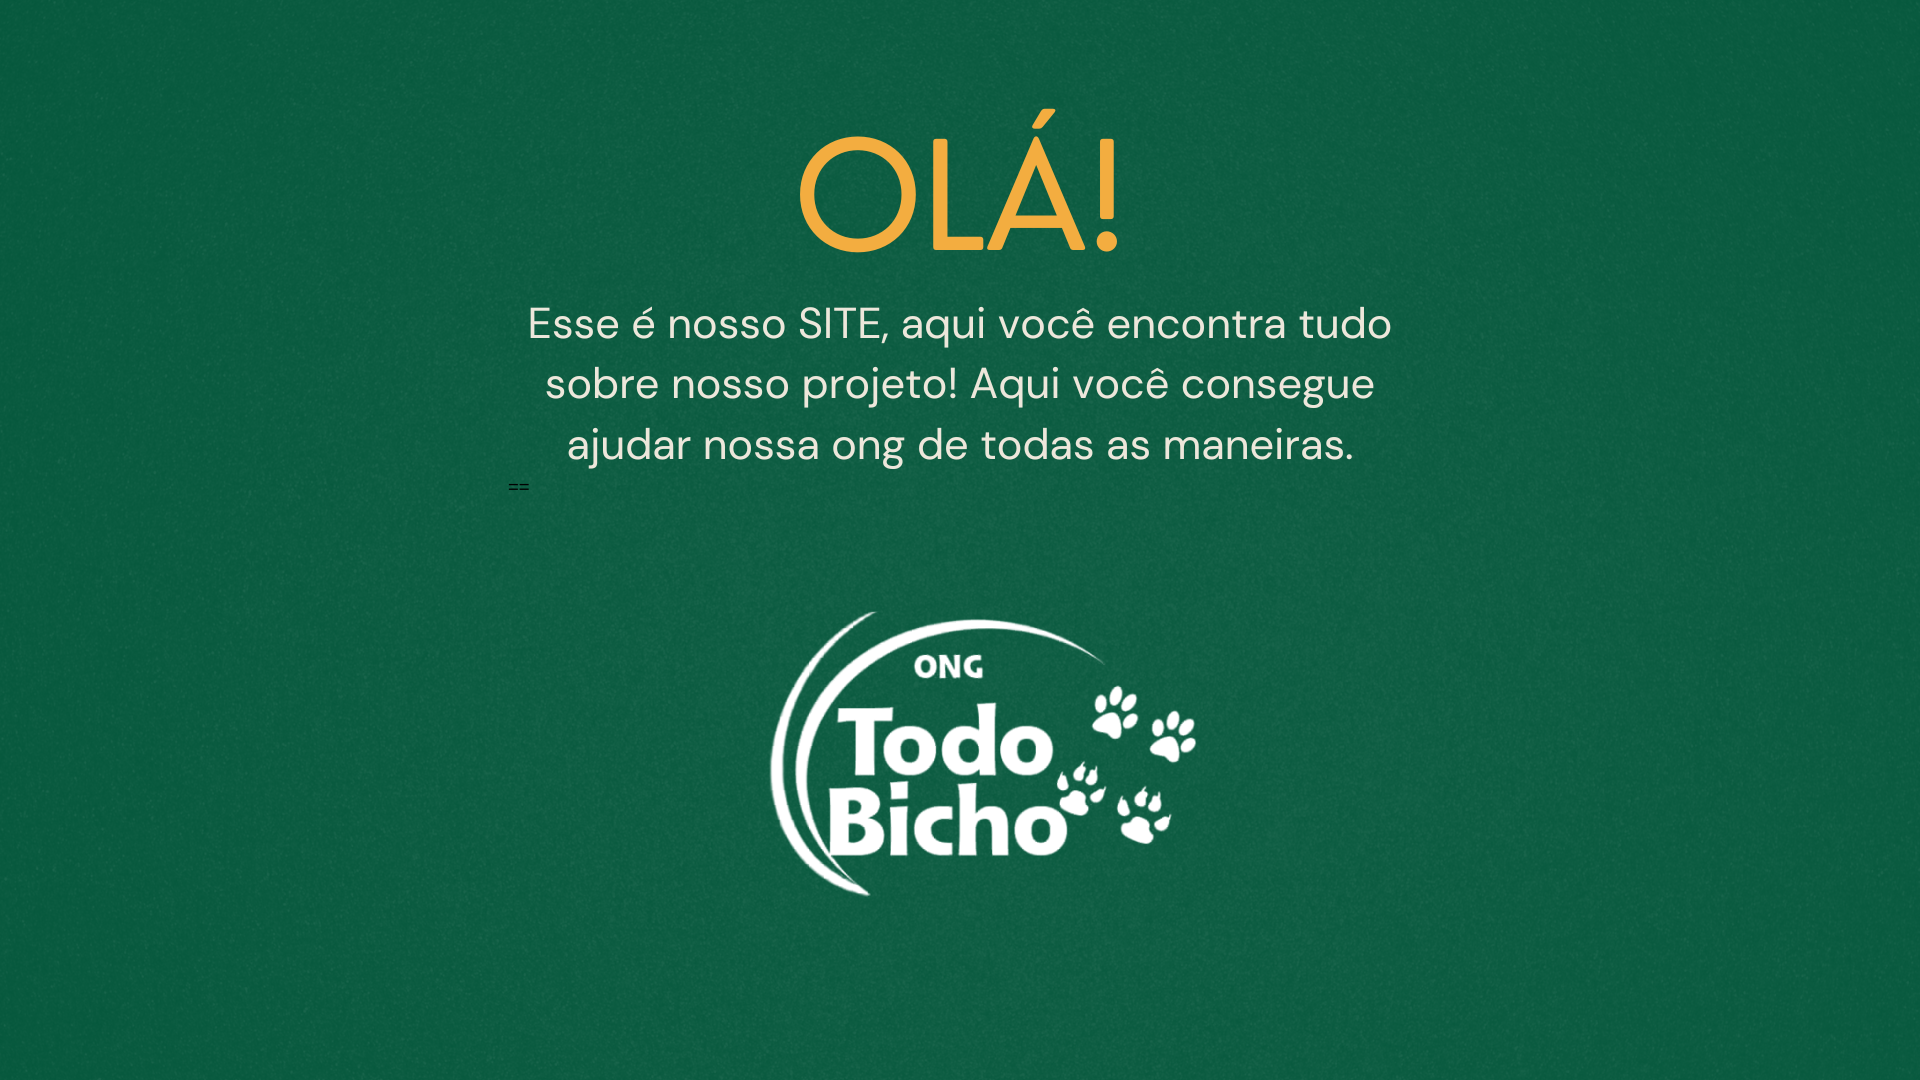 OLÁ!
Esse é nosso SITE, aqui você encontra tudo
sobre nosso projeto! Aqui você consegue
ajudar nossa ong de todas as maneiras.
==
ONG
Todo
Bicho